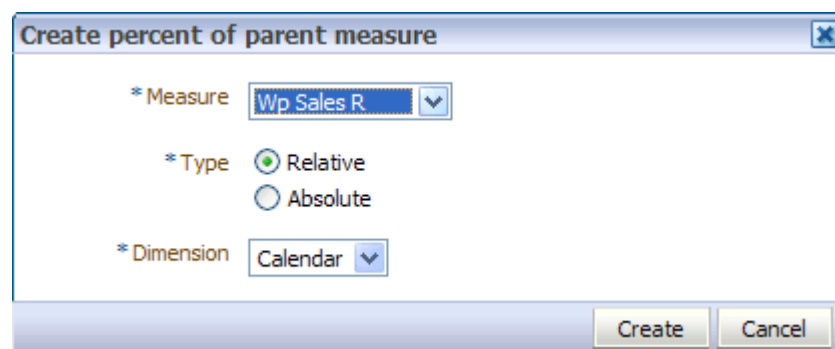 Create percent of parent measure
* Measure Wp Sales R
* Type Relative
Absolute
* Dimension Calendar
Create Cancel